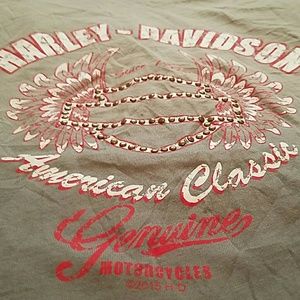 HARLEY-DAVIDSON
American Classic
Genuine
MOTORCYCLES
©2015 H-D